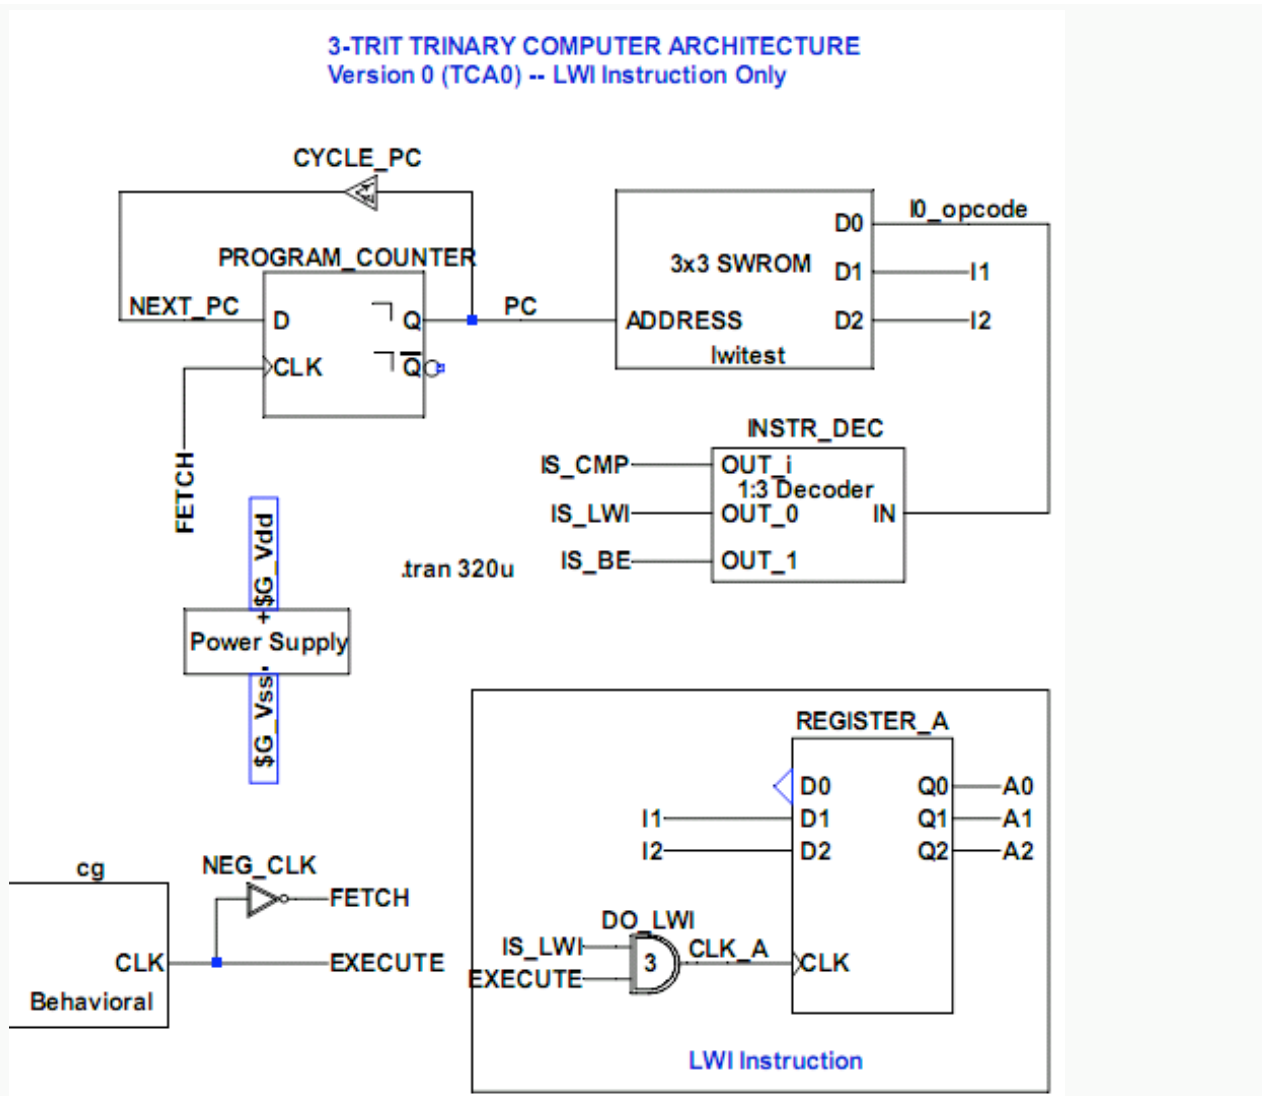 3-TRIT TRINARY COMPUTER ARCHITECTURE
Version 0 (TCA0) -- LWI Instruction Only
CYCLE_PC
PROGRAM_COUNTER
NEXT_PC
D
Q
CLK
Q
PC
FETCH
3x3 SWROM
ADDRESS
lwitest
D0
D1
D2
I0_opcode
I1
I2
INSTR_DEC
1:3 Decoder
IS_CMP
OUT_i
IS_LWI
OUT_0
IN
IS_BE
OUT_1
.tran 320u
$G_Vdd
+
Power Supply
-
$G_Vss
cg
CLK
Behavioral
NEG_CLK
FETCH
EXECUTE
REGISTER_A
D0
Q0
A0
I1
D1
Q1
A1
I2
D2
Q2
A2
DO_LWI
IS_LWI
EXECUTE
3
CLK_A
CLK
LWI Instruction